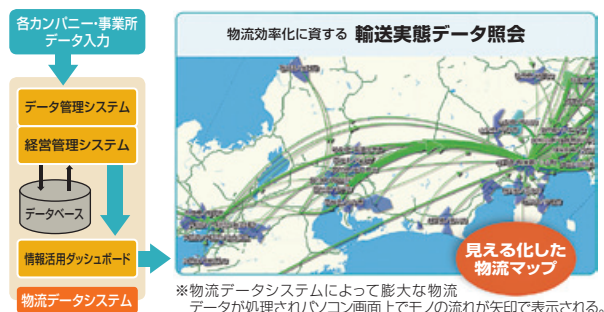 各カンパニー・事業所
データ入力
データ管理システム
経営管理システム
データベース
情報活用ダッシュボード
物流データシステム
物流効率化に資する 輸送実態データ照会
見える化した
物流マップ
※物流データシステムによって膨大な物流
データが処理されパソコン画面上でモノの流れが矢印で表示される。